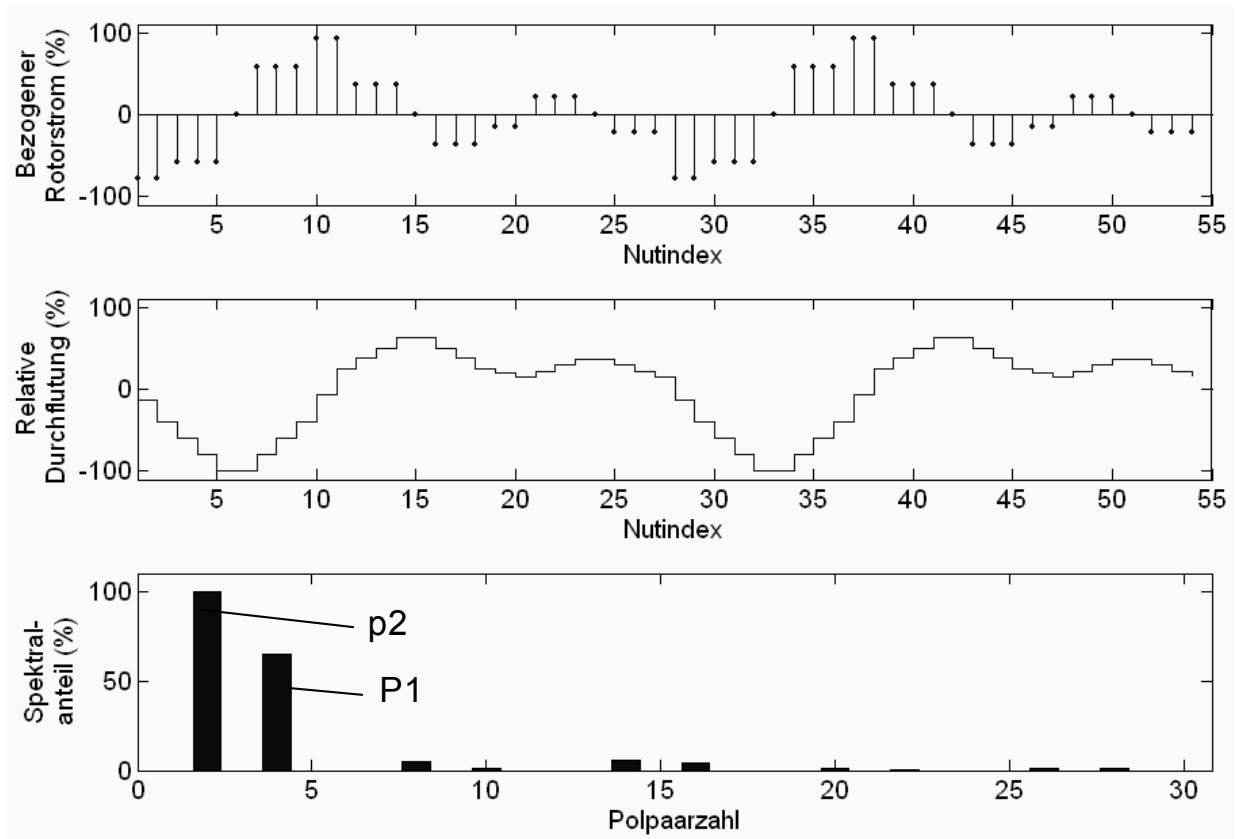 Bezogener
Rotorstrom (%)
100
0
-100
5 10 15 20 25 30 35 40 45 50 55
Nutindex
Relative
Durchflutung (%)
100
0
-100
5 10 15 20 25 30 35 40 45 50 55
Nutindex
Spektral-
anteil (%)
100
50
0
p2
P1
0 5 10 15 20 25 30
Polpaarzahl